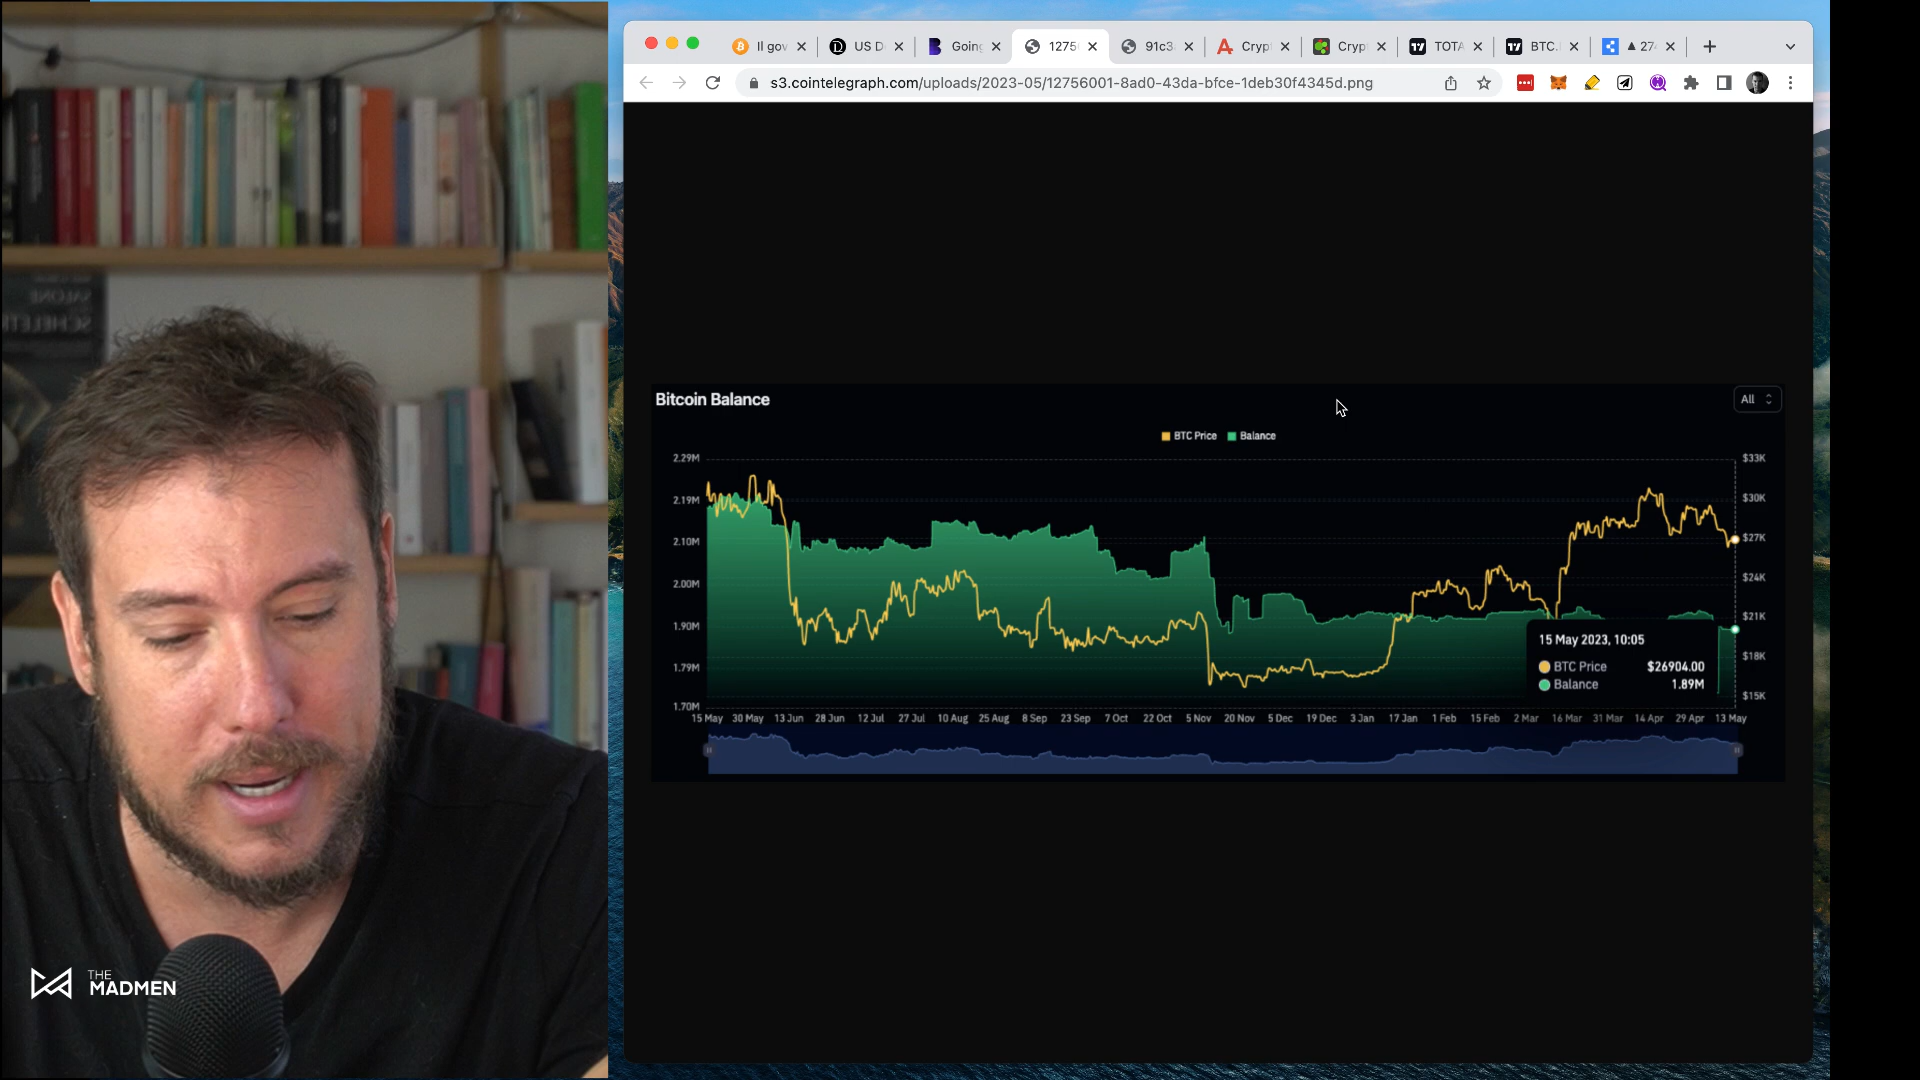 Il gov
US D
Going
1275
91c3
Cryp
Cryp
TOTA
BTC.
▲ 27
s3.cointelegraph.com/uploads/2023-05/12756001-8ad0-43da-bfce-1deb30f4345d.png
Bitcoin Balance
All
BTC Price Balance
2.29M
2.19M
2.10M
2.00M
1.90M
1.79M
1.70M
$33K
$30K
$27K
$24K
$21K
$18K
$15K
15 May 2023, 10:05
BTC Price $26904.00
Balance 1.89M
15 May 30 May 13 Jun 28 Jun 12 Jul 27 Jul 10 Aug 25 Aug 8 Sep 23 Sep 7 Oct 22 Oct 5 Nov 20 Nov 5 Dec 19 Dec 3 Jan 17 Jan 1 Feb 15 Feb 2 Mar 16 Mar 31 Mar 14 Apr 29 Apr 13 May
THE
MADMEN